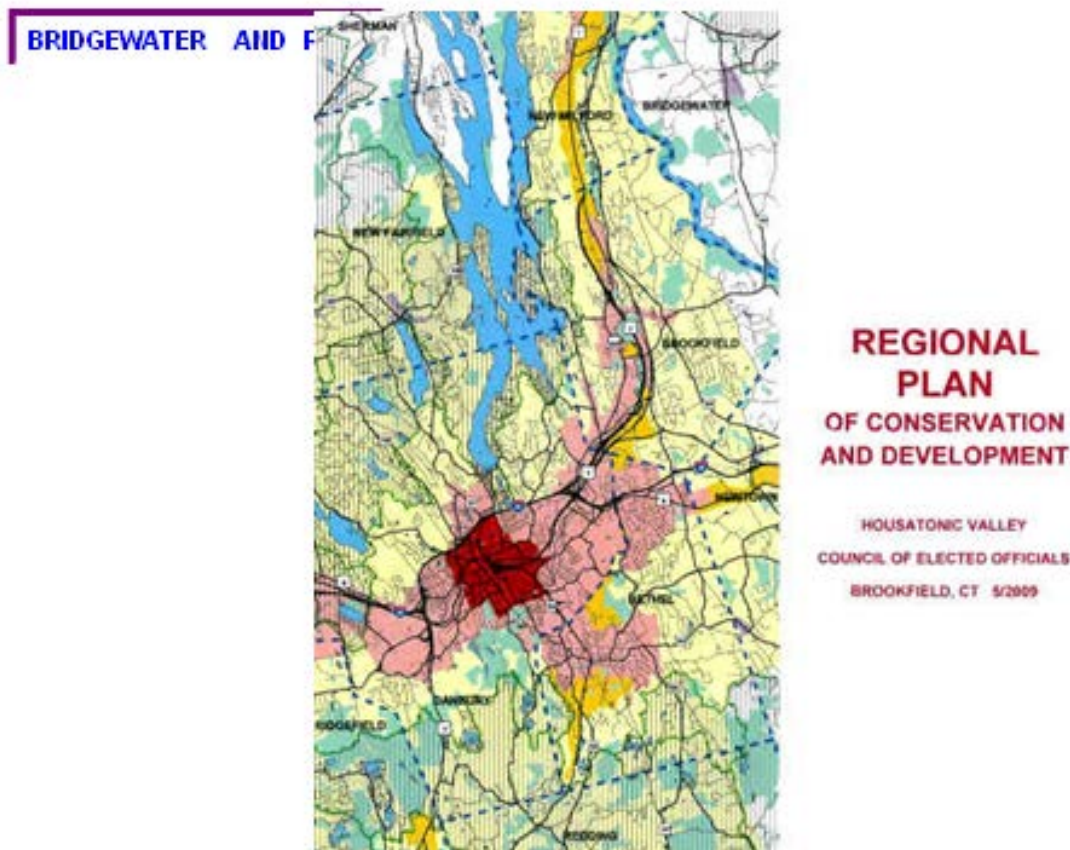 BRIDGEWATER AND
SHERMAN
NEW MILFORD
BRIDGEWATER
NEW FAIRFIELD
BROOKFIELD
NEWTOWN
BETHEL
DANBURY
RIDGEFIELD
REDDING
REGIONAL
PLAN
OF CONSERVATION
AND DEVELOPMENT
HOUSATONIC VALLEY
COUNCIL OF ELECTED OFFICIALS
BROOKFIELD, CT 5/2009